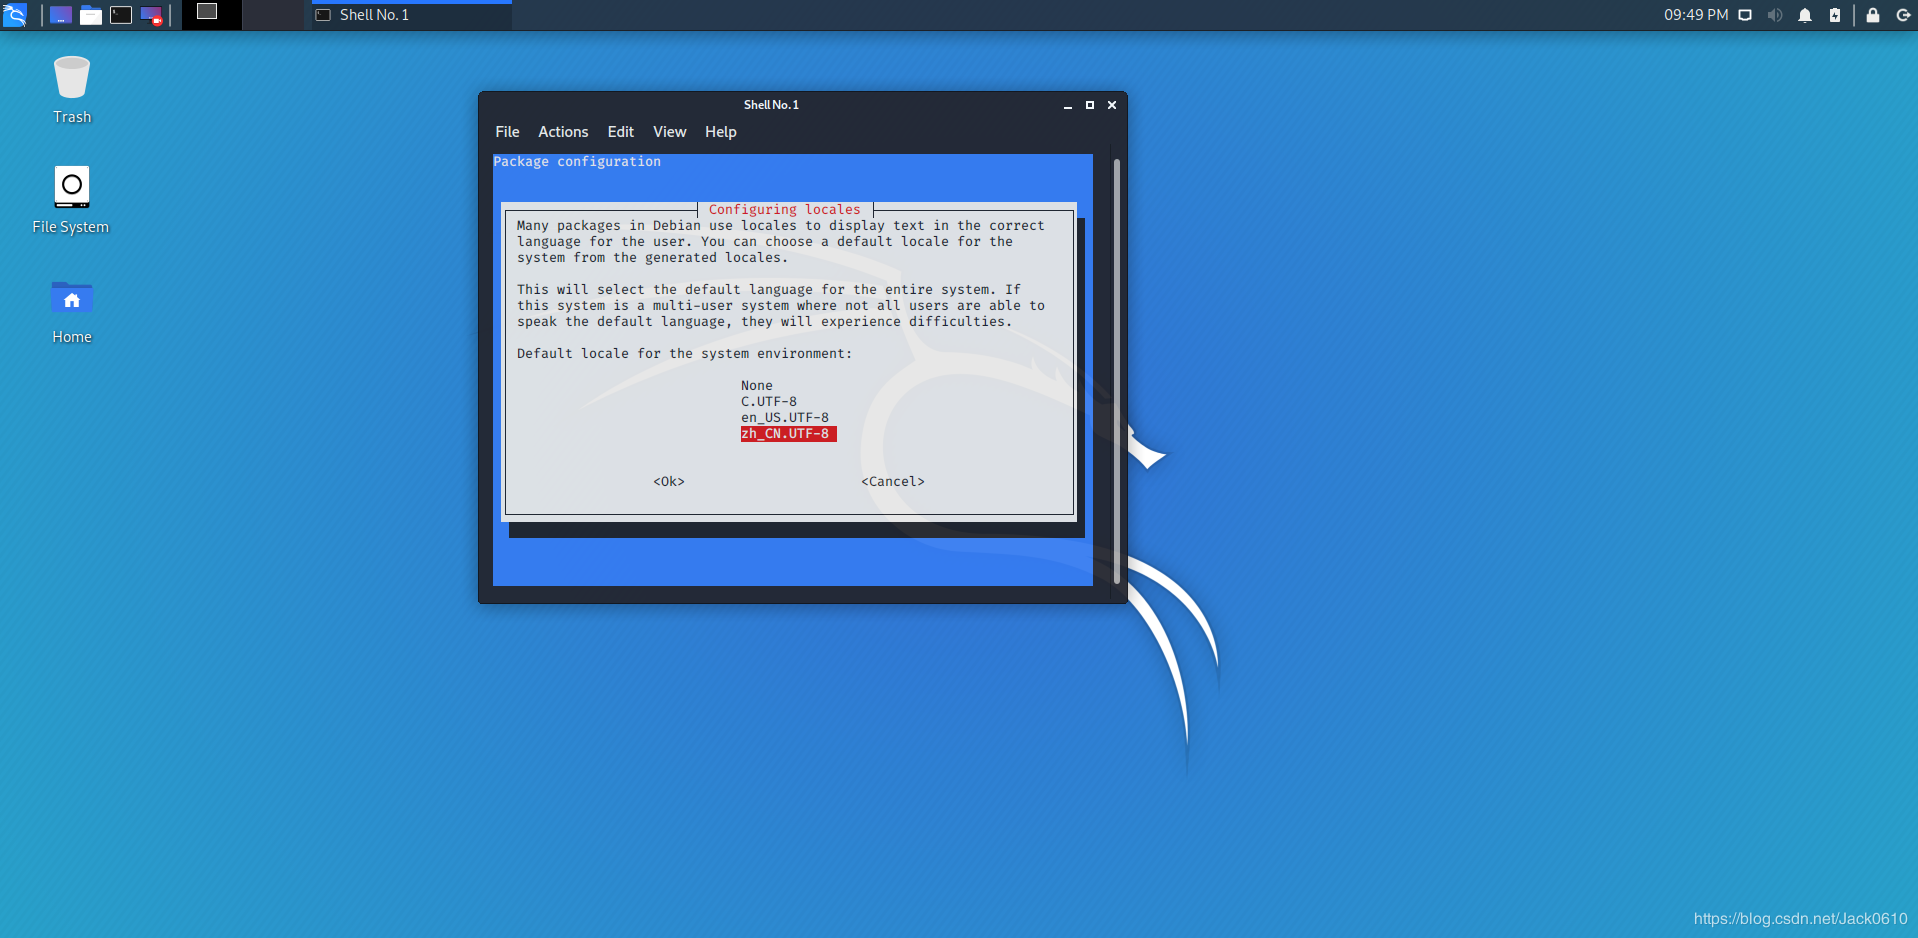 Shell No. 1
09:49 PM
Trash
File System
Home
Shell No. 1
File Actions Edit View Help
Package configuration
Configuring locales
Many packages in Debian use locales to display text in the correct
language for the user. You can choose a default locale for the
system from the generated locales.
This will select the default language for the entire system. If
this system is a multi-user system where not all users are able to
speak the default language, they will experience difficulties.
Default locale for the system environment:
None
C.UTF-8
en_US.UTF-8
zh_CN.UTF-8
<Ok> <Cancel>
https://blog.csdn.net/Jack0610